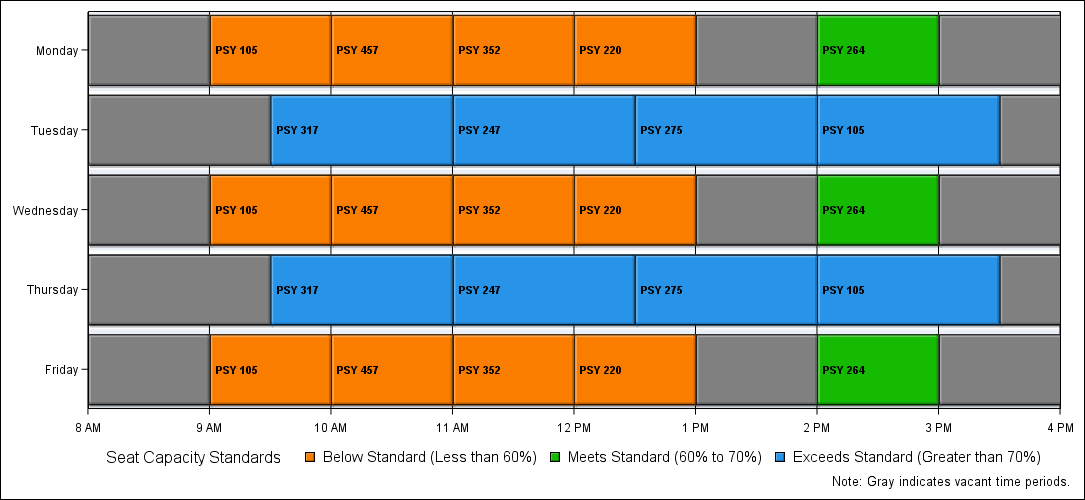 Monday PSY 105 PSY 457 PSY 352 PSY 220 PSY 264
Tuesday PSY 317 PSY 247 PSY 275 PSY 105
Wednesday PSY 105 PSY 457 PSY 352 PSY 220 PSY 264
Thursday PSY 317 PSY 247 PSY 275 PSY 105
Friday PSY 105 PSY 457 PSY 352 PSY 220 PSY 264
8 AM 9 AM 10 AM 11 AM 12 PM 1 PM 2 PM 3 PM 4 PM
Seat Capacity Standards Below Standard (Less than 60%) Meets Standard (60% to 70%) Exceeds Standard (Greater than 70%)
Note: Gray indicates vacant time periods.